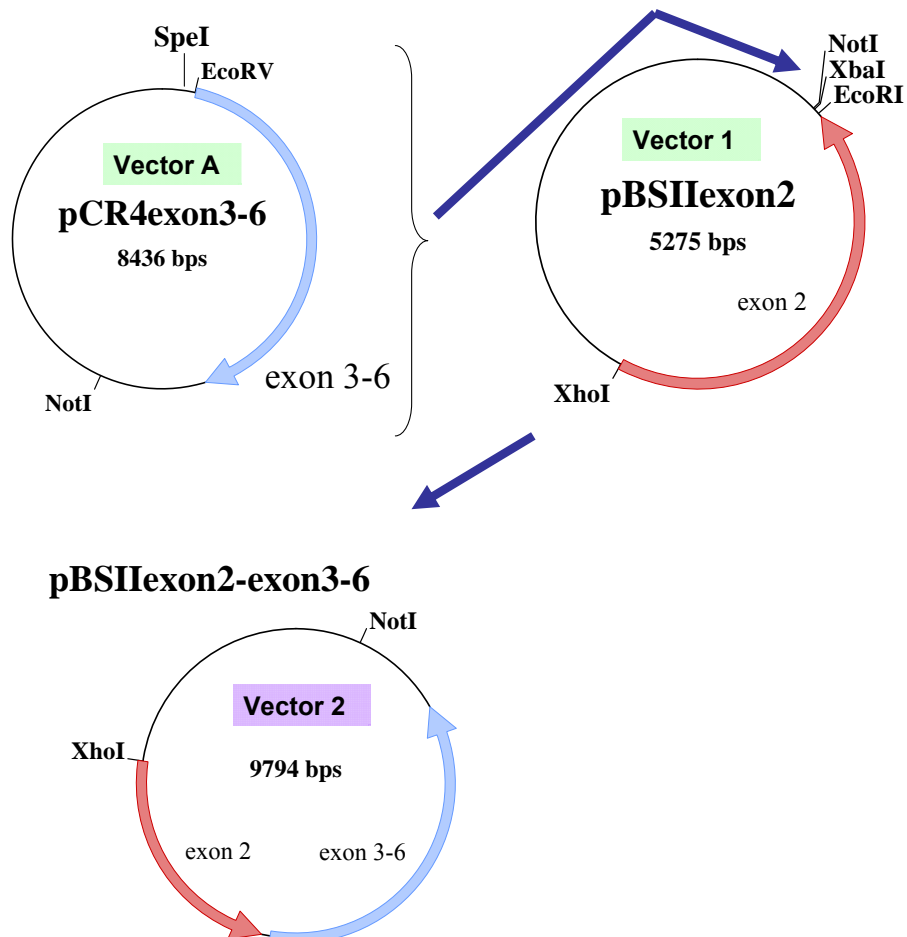 SpeI
EcoRV
Vector A
pCR4exon3-6
8436 bps
exon 3-6
NotI
NotI
XbaI
EcoRI
Vector 1
pBSIIexon2
5275 bps
exon 2
XhoI
pBSIIexon2-exon3-6
NotI
Vector 2
XhoI
9794 bps
exon 2
exon 3-6